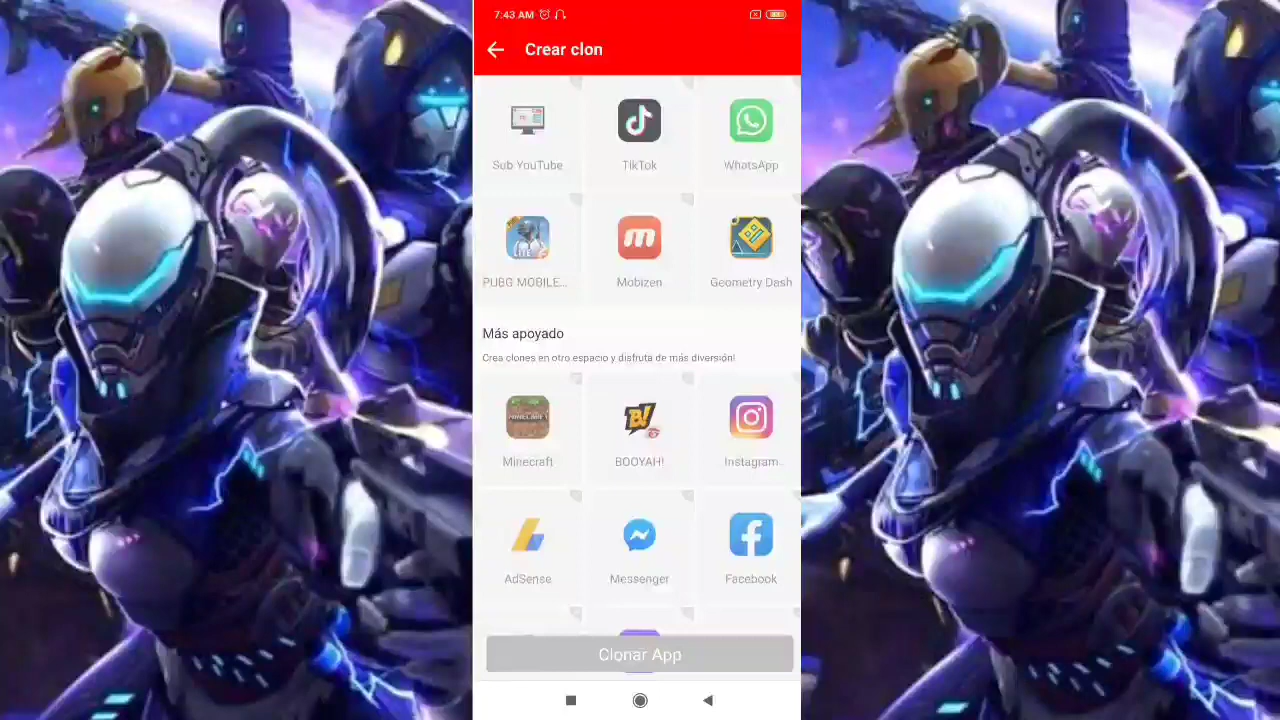 7:43 AM
Crear clon
Sub YouTube
TikTok
WhatsApp
PUBG MOBILE...
Mobizen
Geometry Dash
Más apoyado
Crea clones en otro espacio y disfruta de más diversión!
Minecraft
BOOYAH!
Instagram
AdSense
Messenger
Facebook
Clonar App